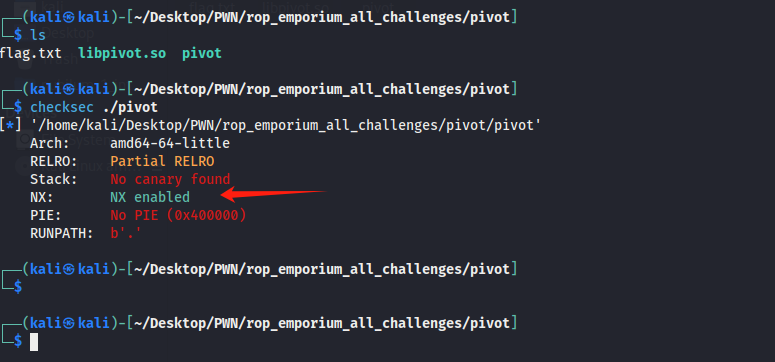 (kali㉿kali)-[~/Desktop/PWN/rop_emporium_all_challenges/pivot]
$ ls
flag.txt libpivot.so pivot
(kali㉿kali)-[~/Desktop/PWN/rop_emporium_all_challenges/pivot]
$ checksec ./pivot
[*] '/home/kali/Desktop/PWN/rop_emporium_all_challenges/pivot/pivot'
Arch: amd64-64-little
RELRO: Partial RELRO
Stack: No canary found
NX: NX enabled
PIE: No PIE (0x400000)
RUNPATH: b'.'
(kali㉿kali)-[~/Desktop/PWN/rop_emporium_all_challenges/pivot]
$
(kali㉿kali)-[~/Desktop/PWN/rop_emporium_all_challenges/pivot]
$